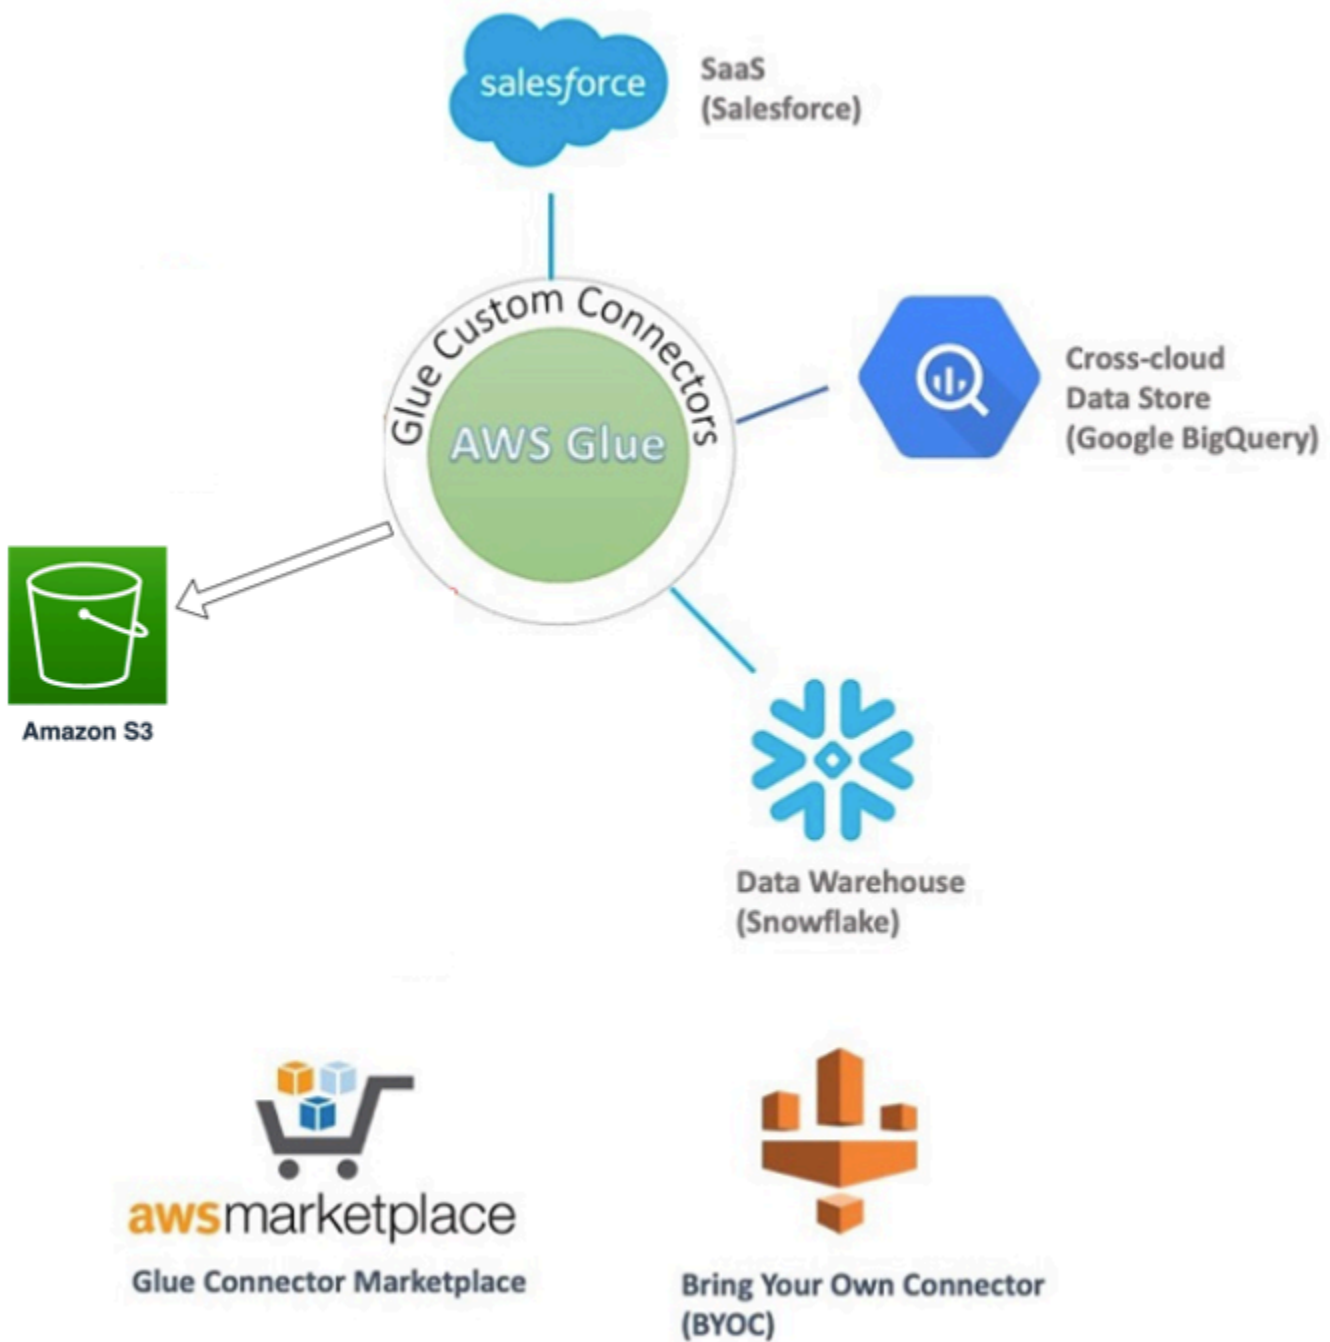 salesforce
SaaS
(Salesforce)
Glue Custom Connectors
AWS Glue
Cross-cloud
Data Store
(Google BigQuery)
Amazon S3
Data Warehouse
(Snowflake)
awsmarketplace
Glue Connector Marketplace
Bring Your Own Connector
(BYOC)